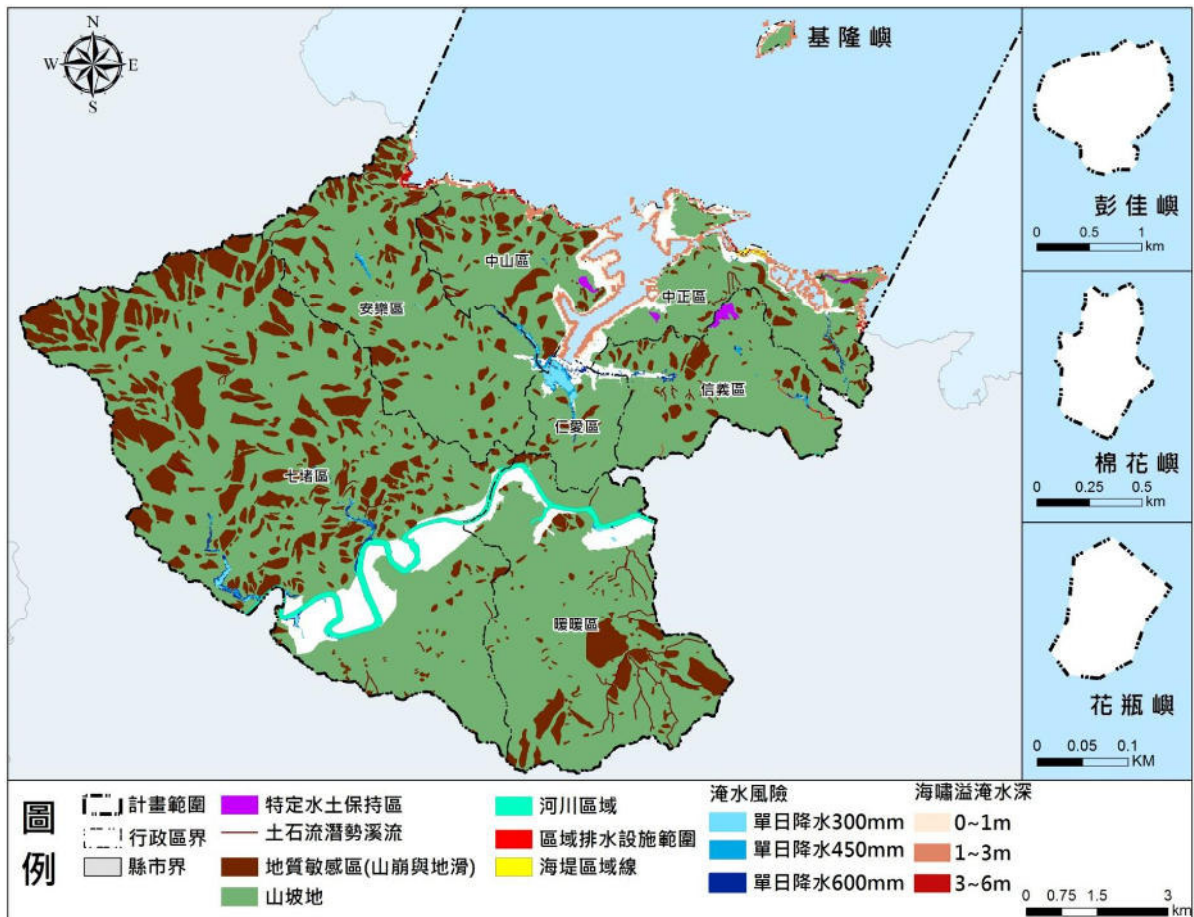 N
W E
S
基隆嶼
中山區
安樂區
中正區
信義區
仁愛區
七堵區
暖暖區
彭佳嶼
0 0.5 1
km
棉花嶼
0 0.25 0.5
km
花瓶嶼
0 0.05 0.1
KM
圖例
計畫範圍
行政區界
縣市界
特定水土保持區
土石流潛勢溪流
地質敏感區(山崩與地滑)
山坡地
河川區域
區域排水設施範圍
海堤區域線
淹水風險
單日降水300mm
單日降水450mm
單日降水600mm
海嘯溢淹水深
0~1m
1~3m
3~6m
0 0.75 1.5 3
km